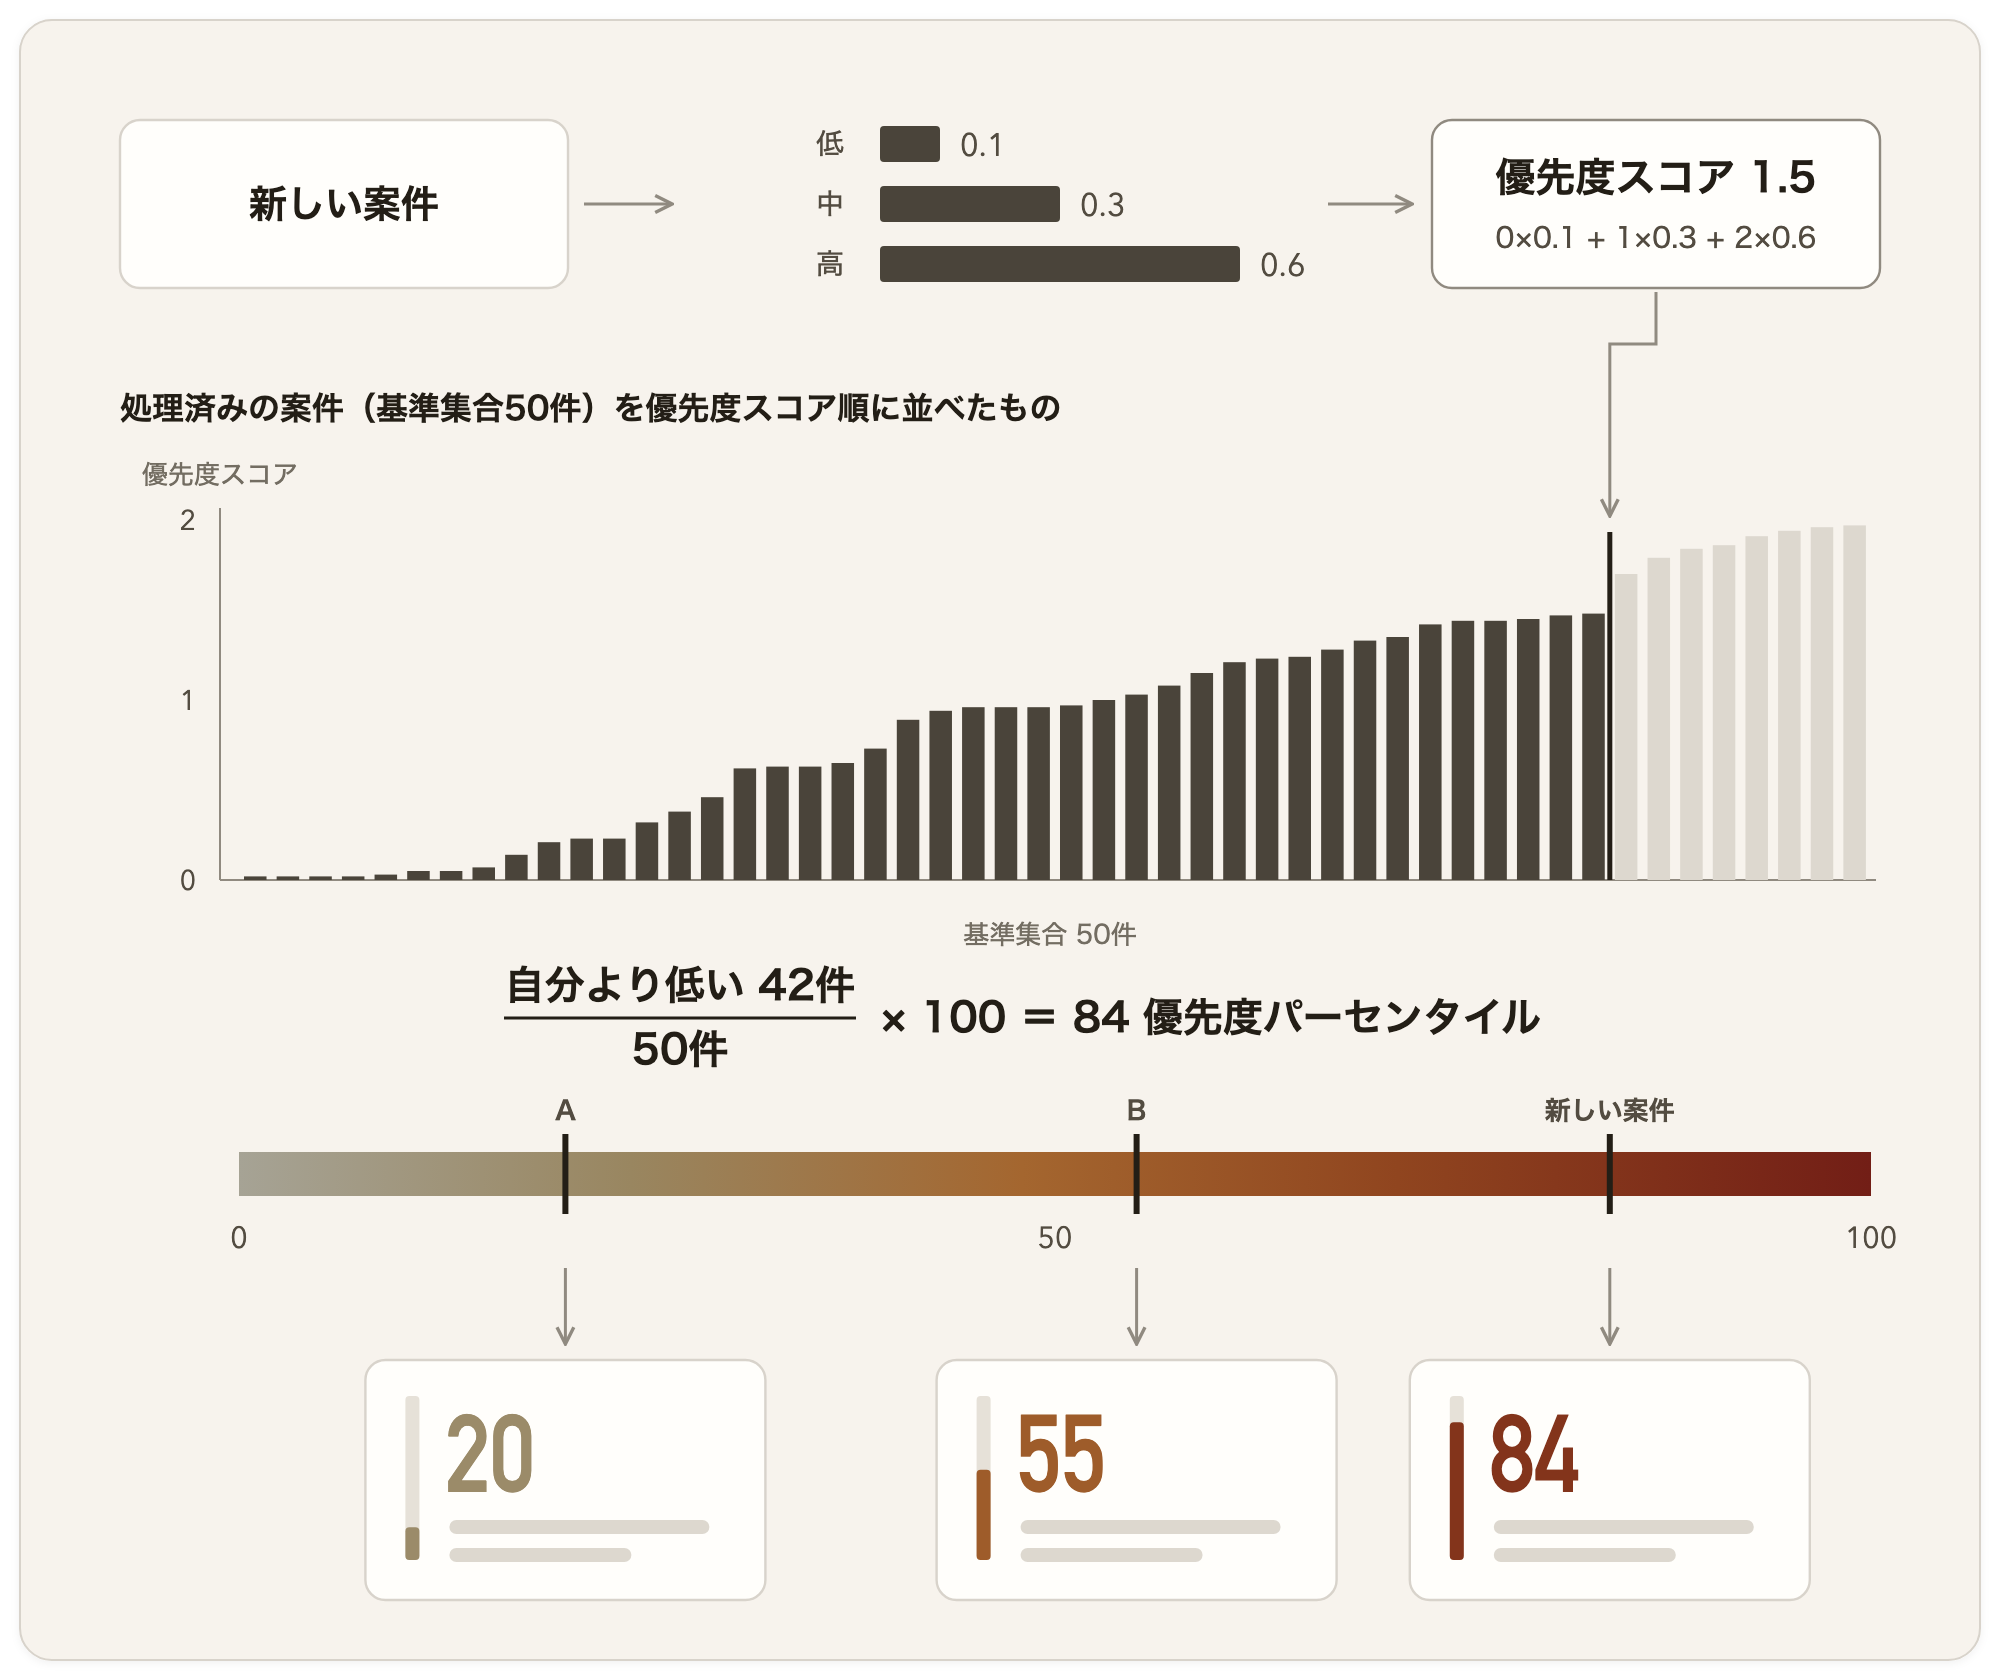 新しい案件
低 0.1
中 0.3
高 0.6
優先度スコア 1.5
0×0.1 + 1×0.3 + 2×0.6
処理済みの案件（基準集合50件）を優先度スコア順に並べたもの
優先度スコア
2
1
0
基準集合 50件
自分より低い 42件
50件
× 100 = 84 優先度パーセンタイル
A
B
新しい案件
0
50
100
20
55
84